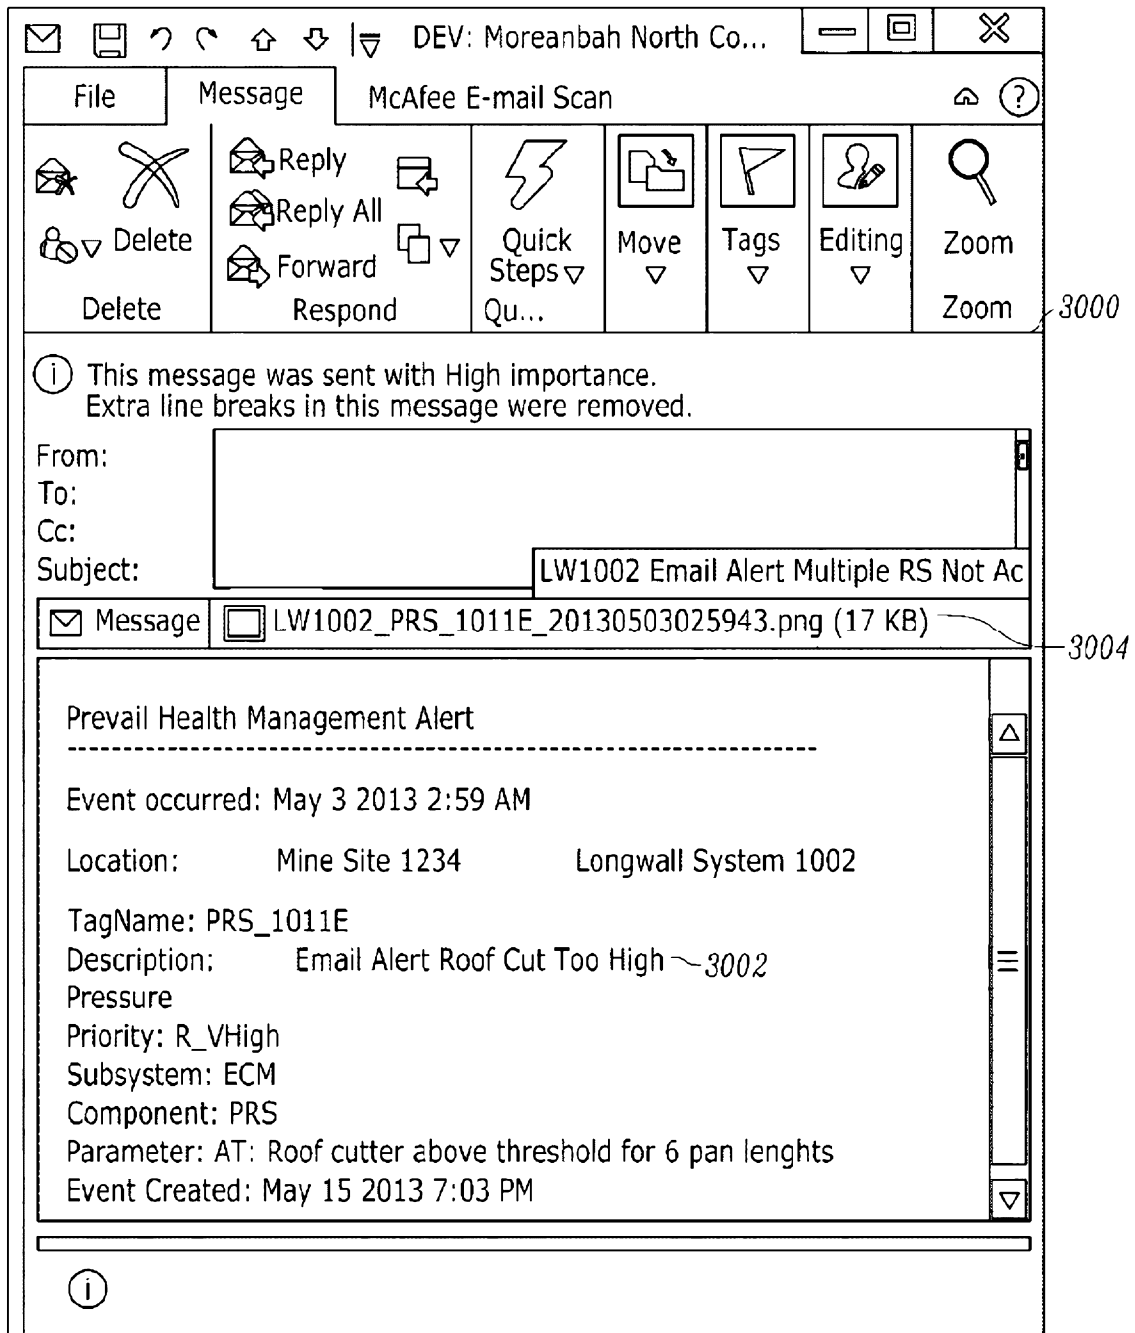 DEV: Moreanbah North Co...
File Message McAfee E-mail Scan ?
Reply
Reply All
Forward
Delete
Quick Steps
Move
Tags
Editing
Zoom
Delete Respond Qu... Zoom
3000
i This message was sent with High importance.
Extra line breaks in this message were removed.
From:
To:
Cc:
Subject: LW1002 Email Alert Multiple RS Not Ac
Message LW1002_PRS_1011E_20130503025943.png (17 KB)
3004
Prevail Health Management Alert
------------------------------------------------------------------
Event occurred: May 3 2013 2:59 AM
Location: Mine Site 1234 Longwall System 1002
TagName: PRS_1011E
Description: Email Alert Roof Cut Too High 3002
Pressure
Priority: R_VHigh
Subsystem: ECM
Component: PRS
Parameter: AT: Roof cutter above threshold for 6 pan lenghts
Event Created: May 15 2013 7:03 PM
i